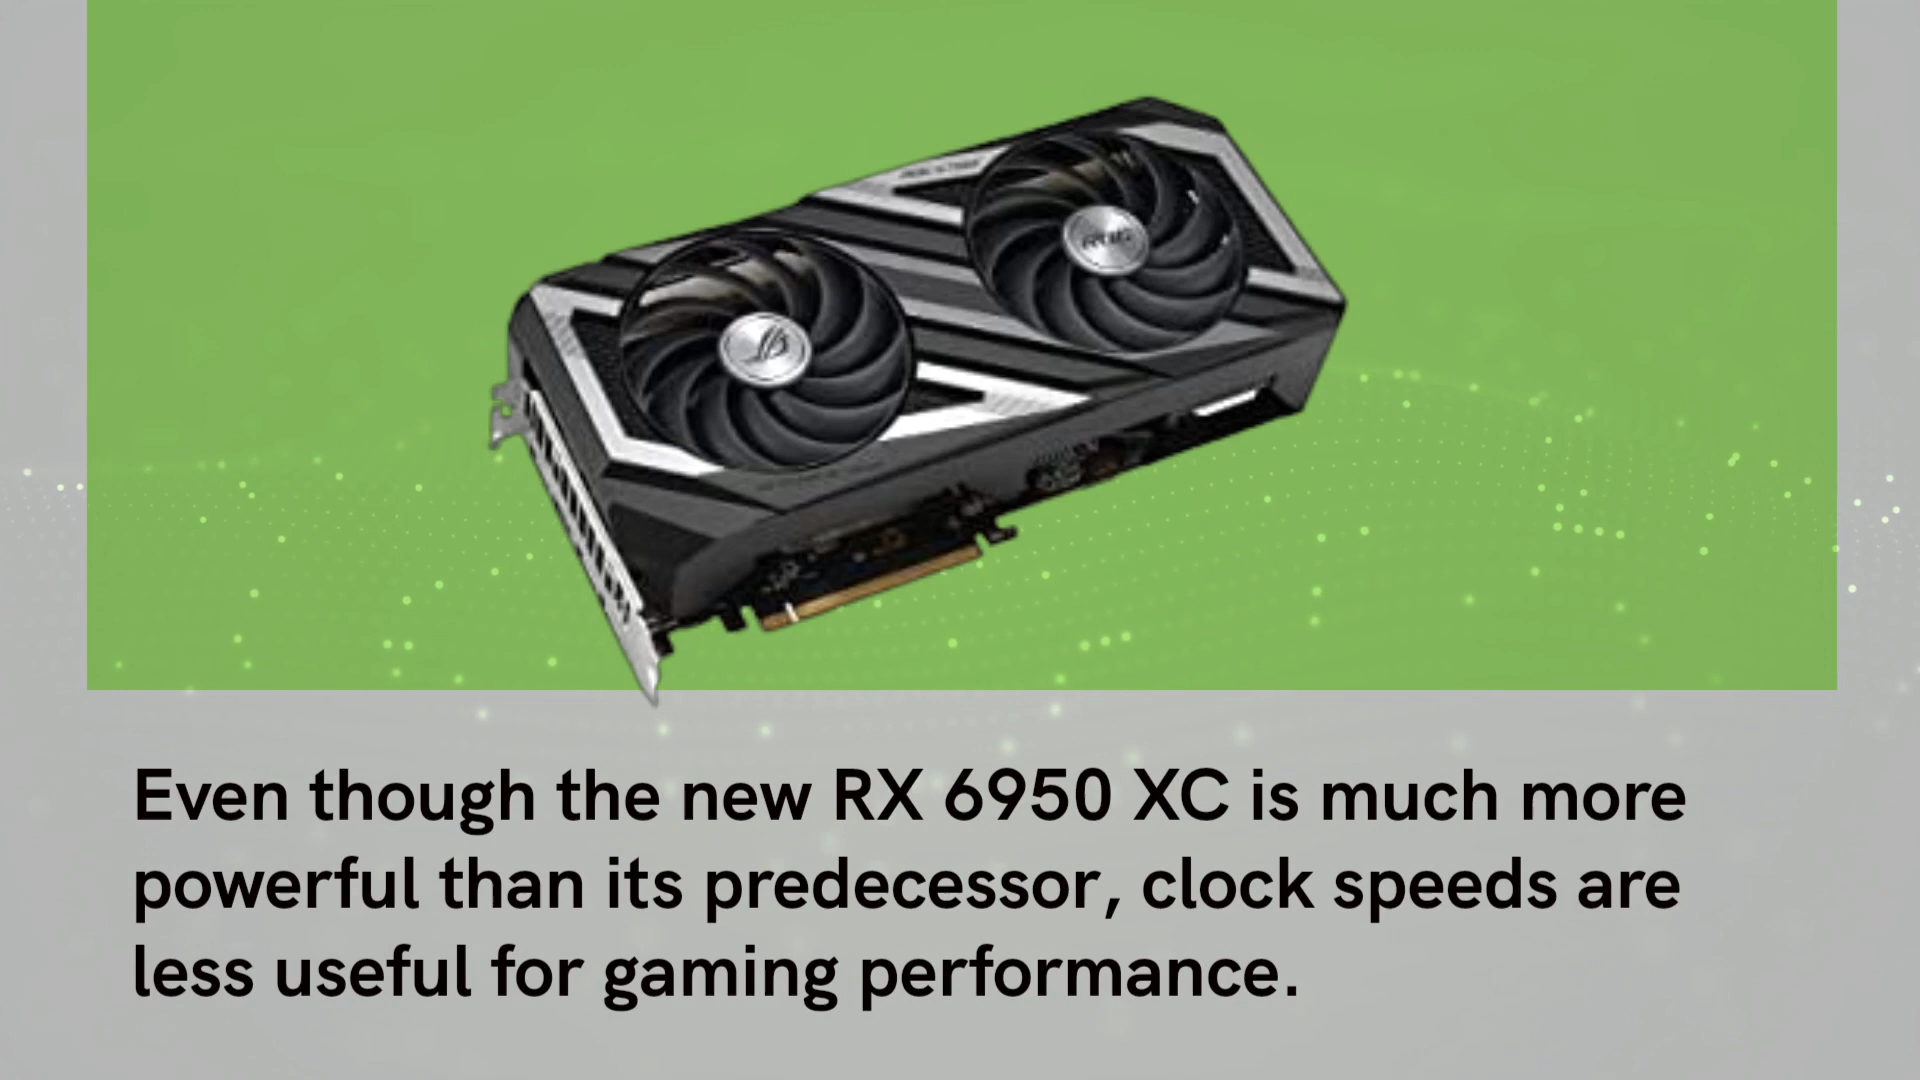 Even though the new RX 6950 XC is much more
powerful than its predecessor, clock speeds are
less useful for gaming performance.